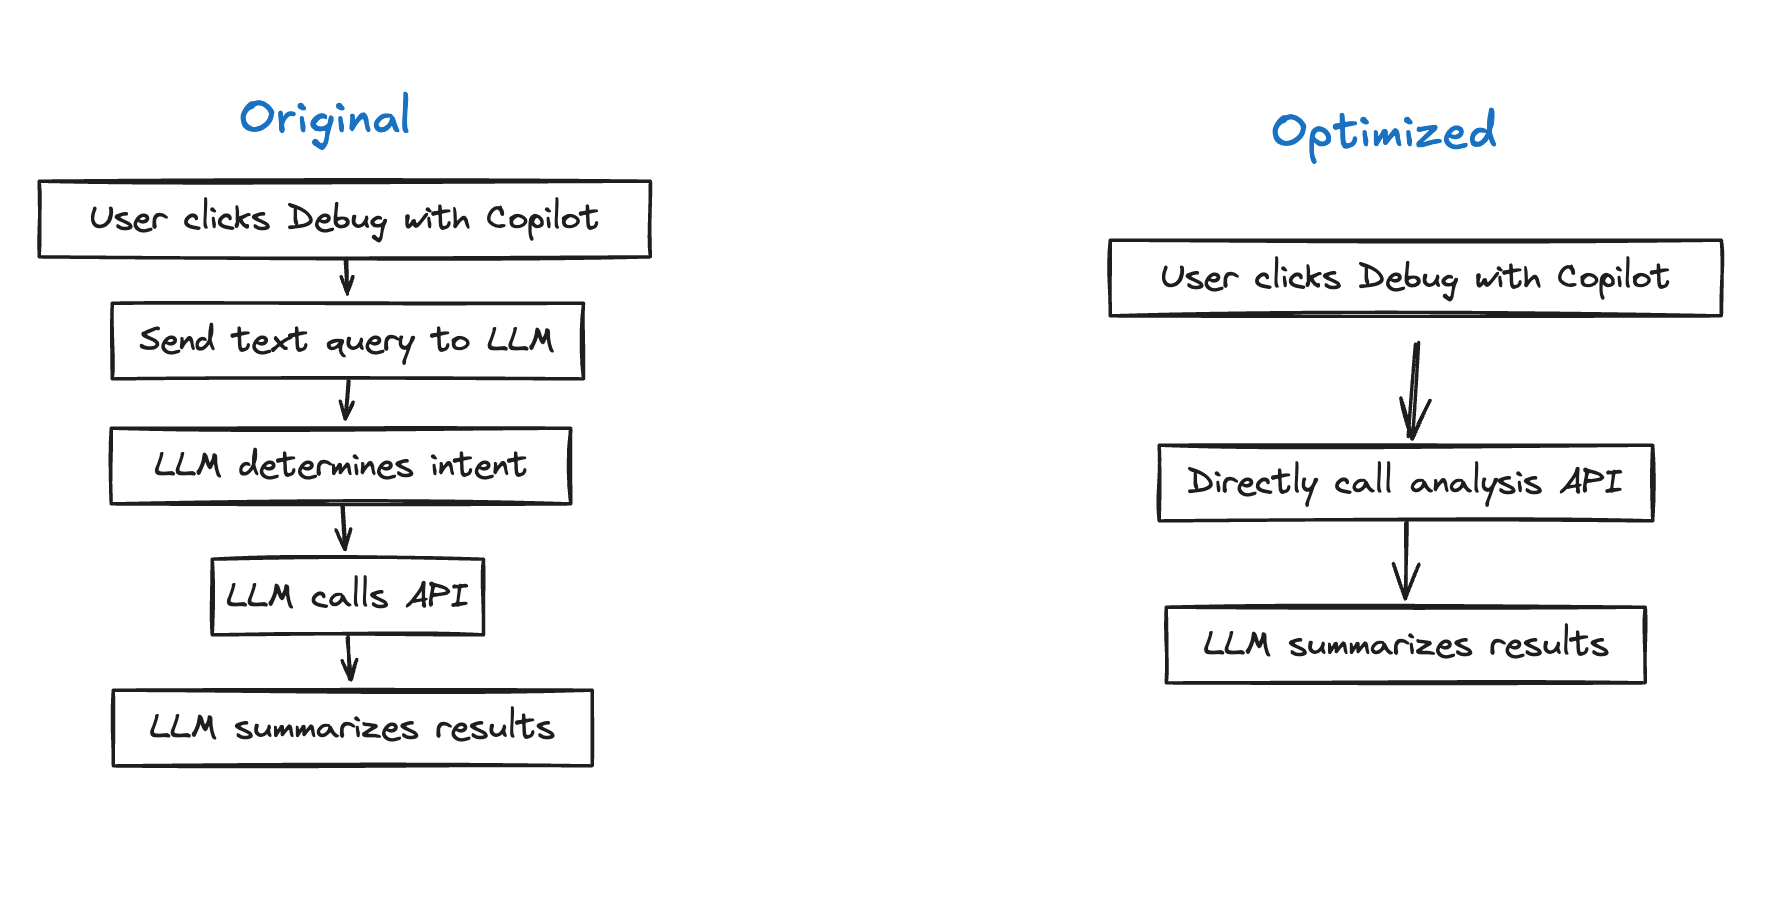 Original
User clicks Debug with Copilot
Send text query to LLM
LLM determines intent
LLM calls API
LLM summarizes results
Optimized
User clicks Debug with Copilot
Directly call analysis API
LLM summarizes results